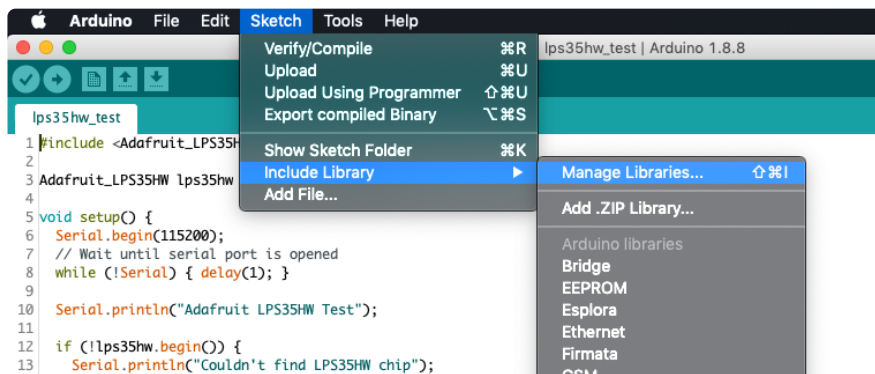 Arduino File Edit Sketch Tools Help
lps35hw_test | Arduino 1.8.8
Verify/Compile ⌘R
Upload ⌘U
Upload Using Programmer ⇧⌘U
Export compiled Binary ⌥⌘S
Show Sketch Folder ⌘K
Include Library ▶
Add File...
Manage Libraries... ⇧⌘I
Add .ZIP Library...
Arduino libraries
Bridge
EEPROM
Esplora
Ethernet
Firmata
GSM
lps35hw_test
1 #include <Adafruit_LPS35H
2
3 Adafruit_LPS35HW lps35hw
4
5 void setup() {
6 Serial.begin(115200);
7 // Wait until serial port is opened
8 while (!Serial) { delay(1); }
9
10 Serial.println("Adafruit LPS35HW Test");
11
12 if (!lps35hw.begin()) {
13 Serial.println("Couldn't find LPS35HW chip");